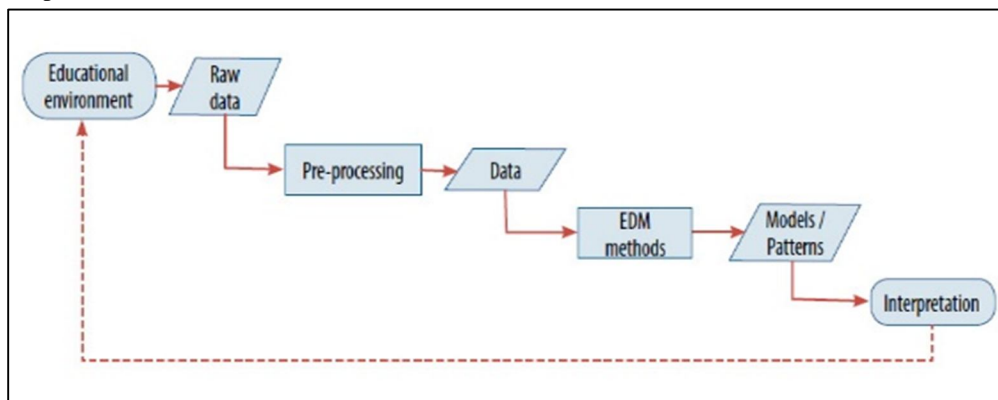 Educational
environment
Raw
data
Pre-processing
Data
EDM
methods
Models /
Patterns
Interpretation